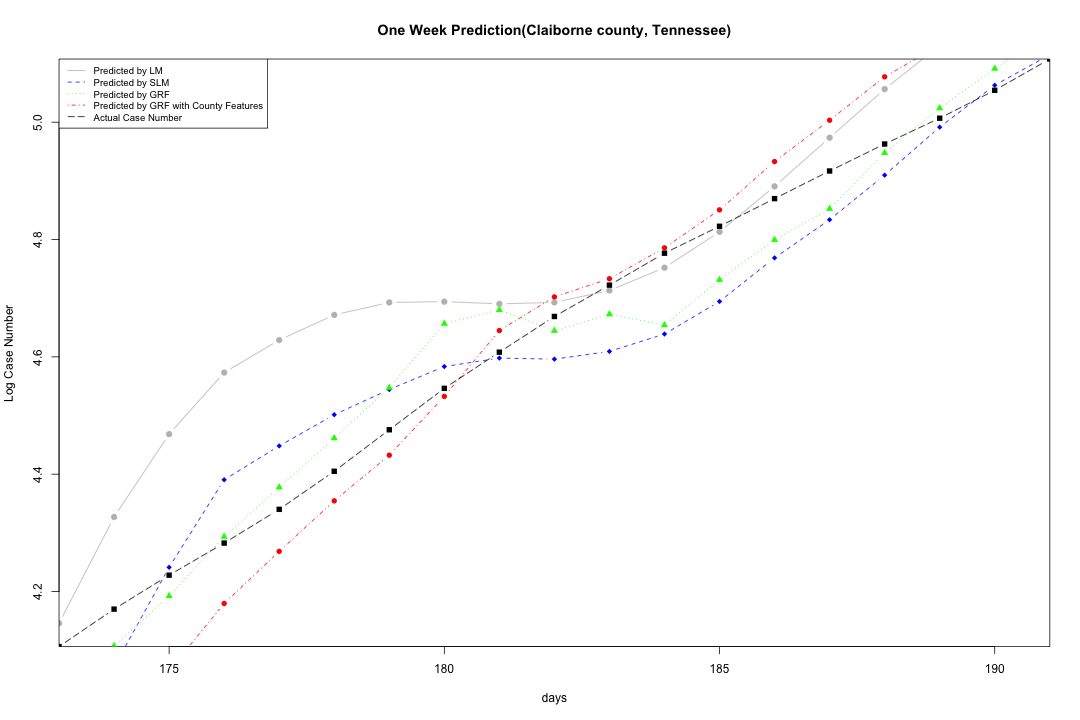 One Week Prediction(Claiborne county, Tennessee)
Predicted by LM
Predicted by SLM
Predicted by GRF
Predicted by GRF with County Features
Actual Case Number
5.0
4.8
4.6
4.4
4.2
Log Case Number
175
180
185
190
days